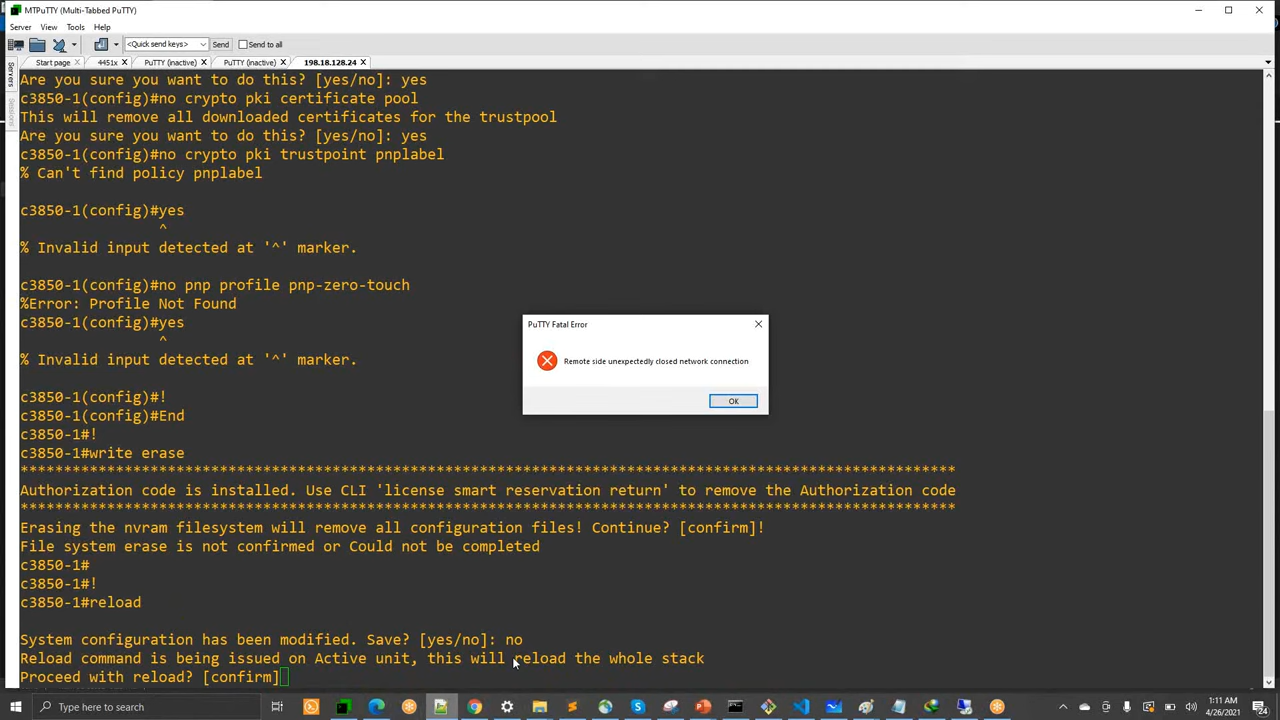 MTPuTTY (Multi-Tabbed PuTTY)
Server View Tools Help
<Quick send keys> Send Send to all
Start page 4451x PuTTY (inactive) PuTTY (inactive) 198.18.128.24
Servers
Sessions
Are you sure you want to do this? [yes/no]: yes
c3850-1(config)#no crypto pki certificate pool
This will remove all downloaded certificates for the trustpool
Are you sure you want to do this? [yes/no]: yes
c3850-1(config)#no crypto pki trustpoint pnplabel
% Can't find policy pnplabel
c3850-1(config)#yes
^
% Invalid input detected at '^' marker.
c3850-1(config)#no pnp profile pnp-zero-touch
%Error: Profile Not Found
c3850-1(config)#yes
^
% Invalid input detected at '^' marker.
c3850-1(config)#!
c3850-1(config)#End
c3850-1#!
c3850-1#write erase
************************************************************************************************************
Authorization code is installed. Use CLI 'license smart reservation return' to remove the Authorization code
************************************************************************************************************
Erasing the nvram filesystem will remove all configuration files! Continue? [confirm]!
File system erase is not confirmed or Could not be completed
c3850-1#
c3850-1#!
c3850-1#reload
System configuration has been modified. Save? [yes/no]: no
Reload command is being issued on Active unit, this will reload the whole stack
Proceed with reload? [confirm]
PuTTY Fatal Error
Remote side unexpectedly closed network connection
OK
Type here to search
1:11 AM
4/26/2021
24